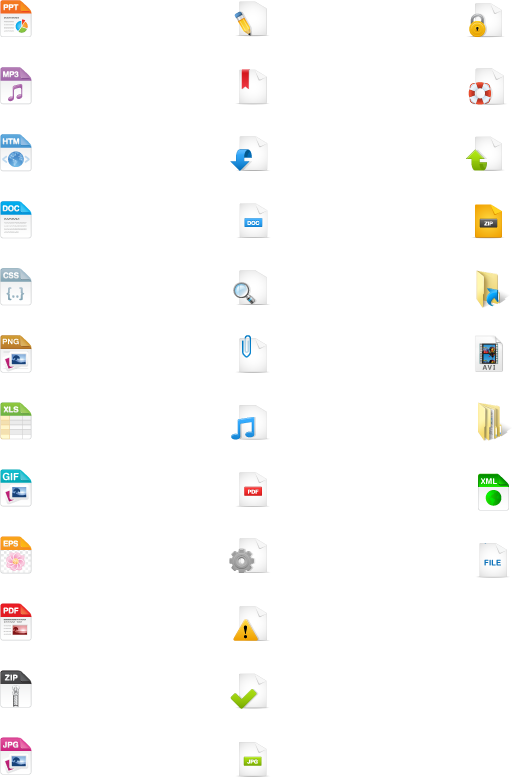 PPT
MP3
HTM
DOC
DOC
ZIP
CSS
{..}
PNG
AVI
XLS
GIF
PDF
XML
EPS
FILE
PDF
ZIP
JPG
JPG